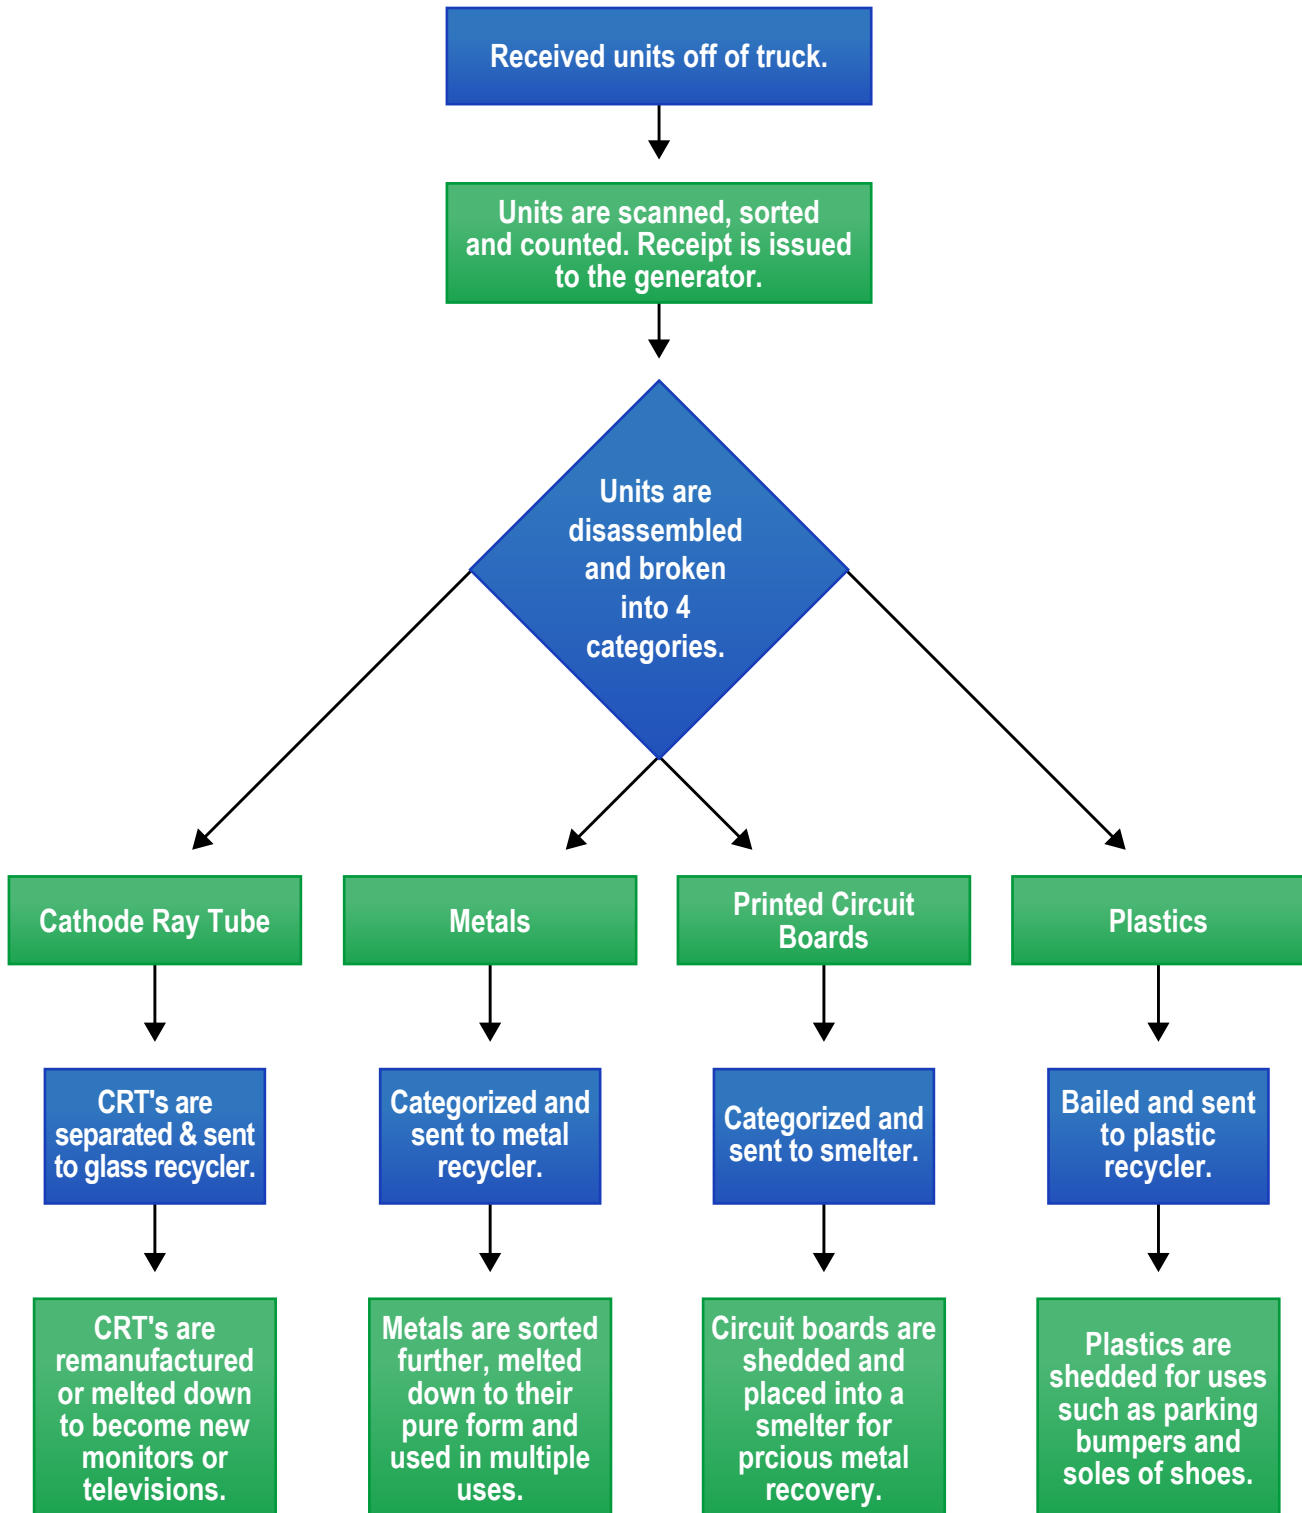 Received units off of truck.
Units are scanned, sorted
and counted. Receipt is issued
to the generator.
Units are
disassembled
and broken
into 4
categories.
Cathode Ray Tube
Metals
Printed Circuit
Boards
Plastics
CRT's are
separated & sent
to glass recycler.
Categorized and
sent to metal
recycler.
Categorized and
sent to smelter.
Bailed and sent
to plastic
recycler.
CRT's are
remanufactured
or melted down
to become new
monitors or
televisions.
Metals are sorted
further, melted
down to their
pure form and
used in multiple
uses.
Circuit boards are
shedded and
placed into a
smelter for
prcious metal
recovery.
Plastics are
shedded for uses
such as parking
bumpers and
soles of shoes.